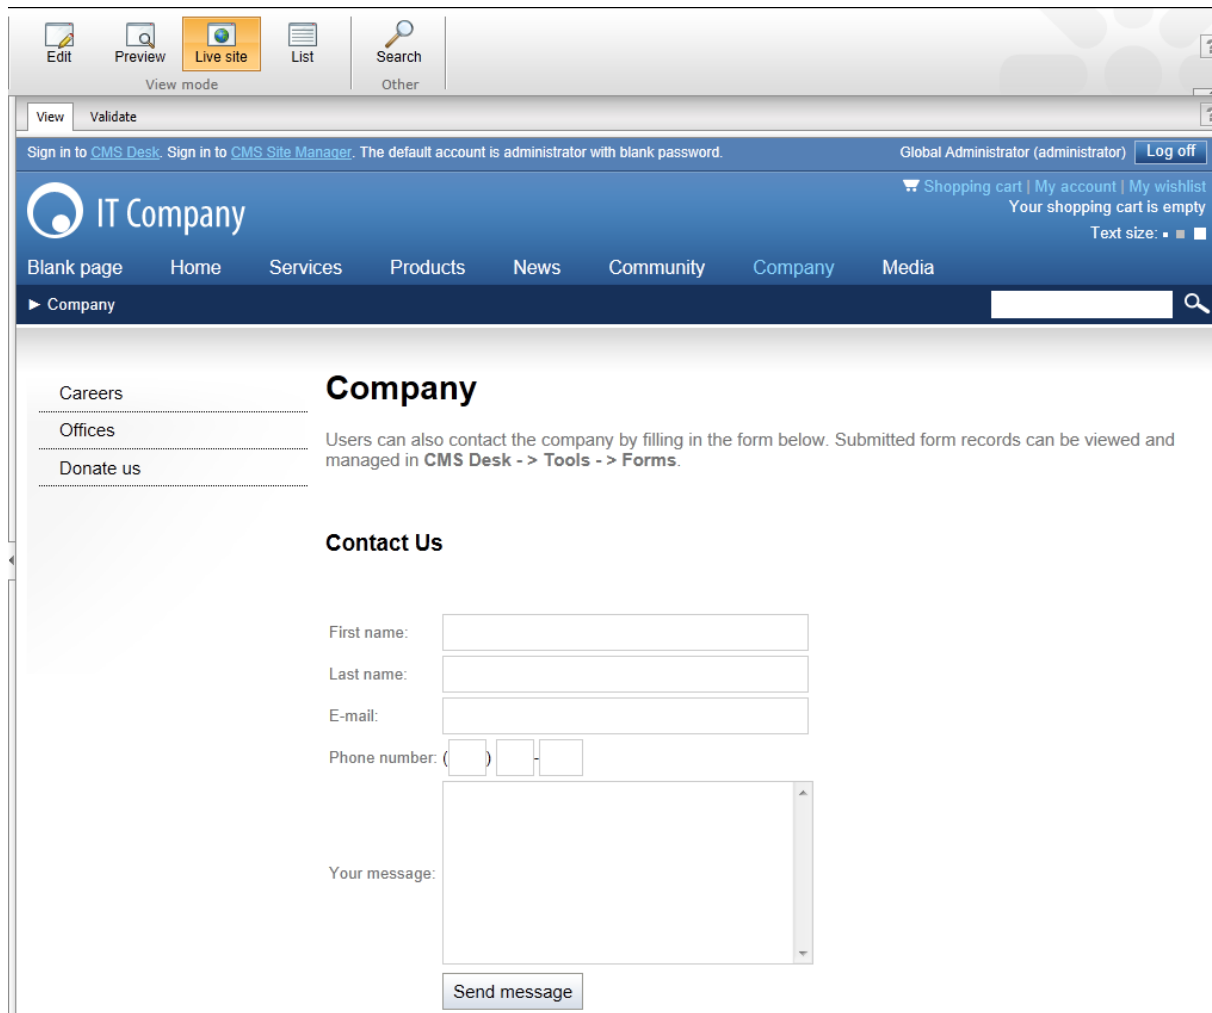 Edit Preview Live site List Search
View mode Other
View Validate
Sign in to CMS Desk. Sign in to CMS Site Manager. The default account is administrator with blank password. Global Administrator (administrator) Log off
Shopping cart | My account | My wishlist
IT Company
Your shopping cart is empty
Text size:
Blank page Home Services Products News Community Company Media
► Company
Careers
Offices
Donate us
Company
Users can also contact the company by filling in the form below. Submitted form records can be viewed and
managed in CMS Desk - > Tools - > Forms.
Contact Us
First name:
Last name:
E-mail:
Phone number: ( ) -
Your message:
Send message